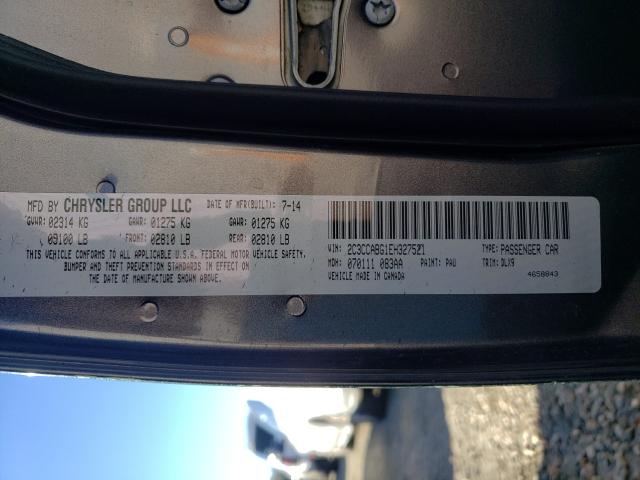 MFD BY CHRYSLER GROUP LLC DATE OF MFR(BUILT): 7-14
GVWR: 02314 KG GAWR: 01275 KG GAWR: 01275 KG
09100 LB FRONT: 02810 LB REAR: 02810 LB
THIS VEHICLE CONFORMS TO ALL APPLICABLE U.S.A. FEDERAL MOTOR VEHICLE SAFETY,
BUMPER AND THEFT PREVENTION STANDARDS IN EFFECT ON
THE DATE OF MANUFACTURE SHOWN ABOVE.
VIN: 2C3CCABG1EH327521 TYPE: PASSENGER CAR
MDH: 070111 083AA PAINT: PAU TRIM: DLX9
VEHICLE MADE IN CANADA 4658843